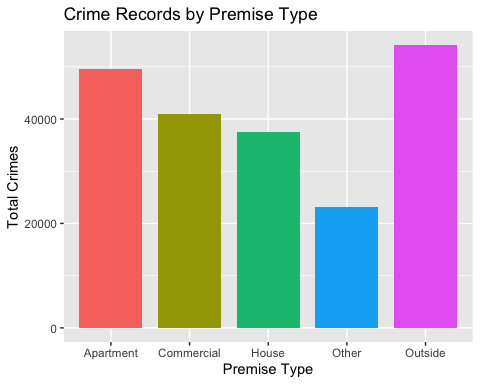 Crime Records by Premise Type
Total Crimes
40000
20000
0
Apartment Commercial House Other Outside
Premise Type